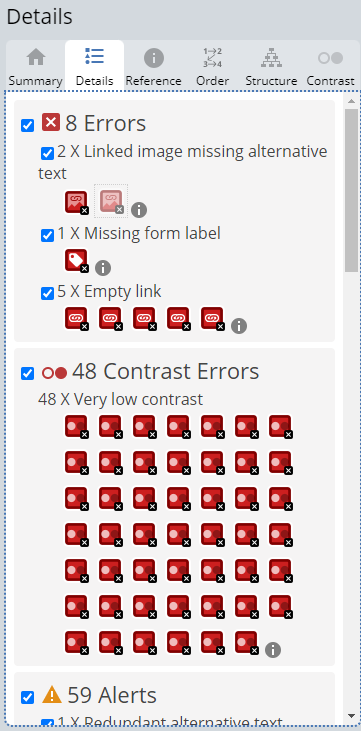 Details
Summary Details Reference Order Structure Contrast
8 Errors
2 X Linked image missing alternative
text
1 X Missing form label
5 X Empty link
48 Contrast Errors
48 X Very low contrast
59 Alerts
1 X Redundant alternative text